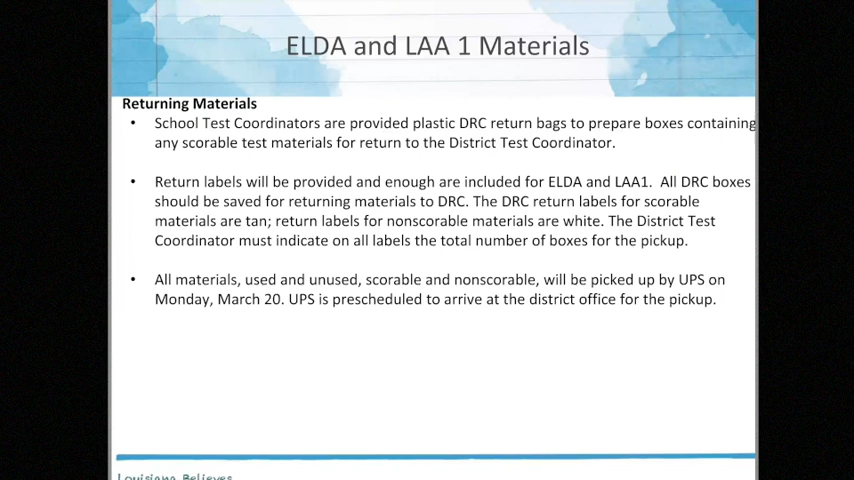 ELDA and LAA 1 Materials
Returning Materials
• School Test Coordinators are provided plastic DRC return bags to prepare boxes containing
any scorable test materials for return to the District Test Coordinator.
• Return labels will be provided and enough are included for ELDA and LAA1.  All DRC boxes
should be saved for returning materials to DRC. The DRC return labels for scorable
materials are tan; return labels for nonscorable materials are white. The District Test
Coordinator must indicate on all labels the total number of boxes for the pickup.
• All materials, used and unused, scorable and nonscorable, will be picked up by UPS on
Monday, March 20. UPS is prescheduled to arrive at the district office for the pickup.
Louisiana Believes